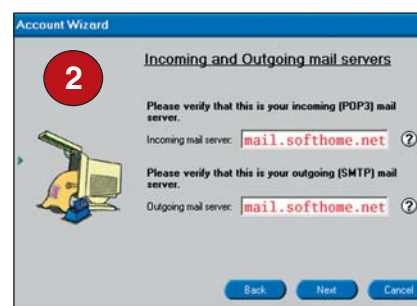 Account Wizard
2
Incoming and Outgoing mail servers
Please verify that this is your incoming (POP3) mail
server.
Incoming mail server: mail.softhome.net ?
Please verify that this is your outgoing (SMTP) mail
server.
Outgoing mail server: mail.softhome.net ?
Back Next Cancel